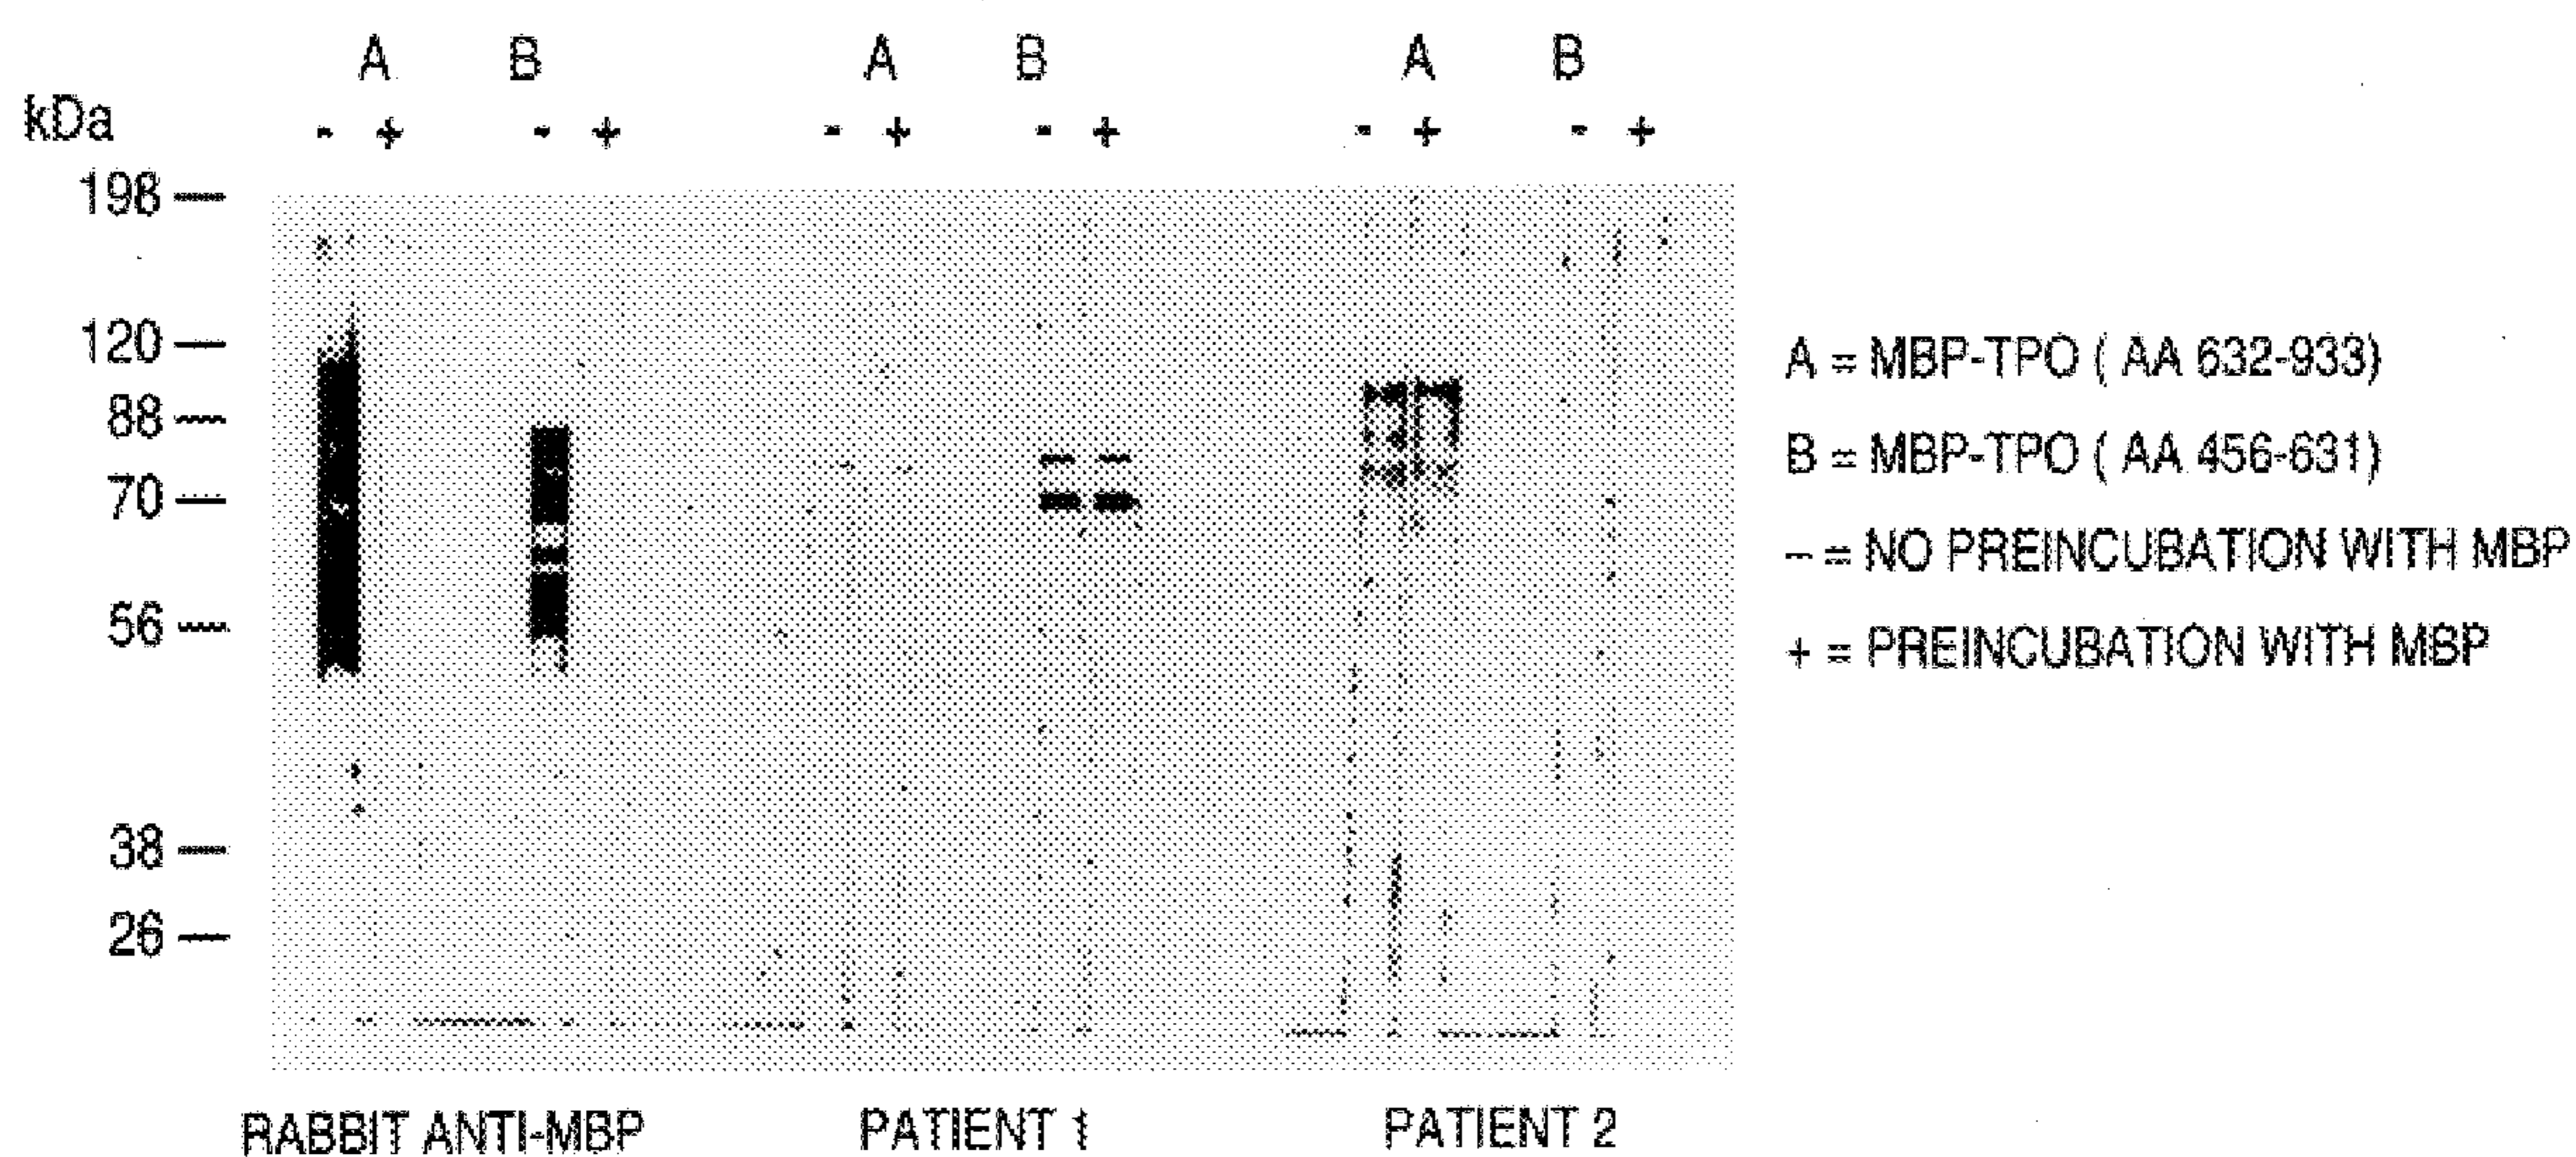 A B A B A B
kDa - + - + - + - + - + - +
198
120
88
70
56
38
26
A = MBP-TPO ( AA 632-933)
B = MBP-TPO ( AA 456-631)
- = NO PREINCUBATION WITH MBP
+ = PREINCUBATION WITH MBP
RABBIT ANTI-MBP PATIENT 1 PATIENT 2